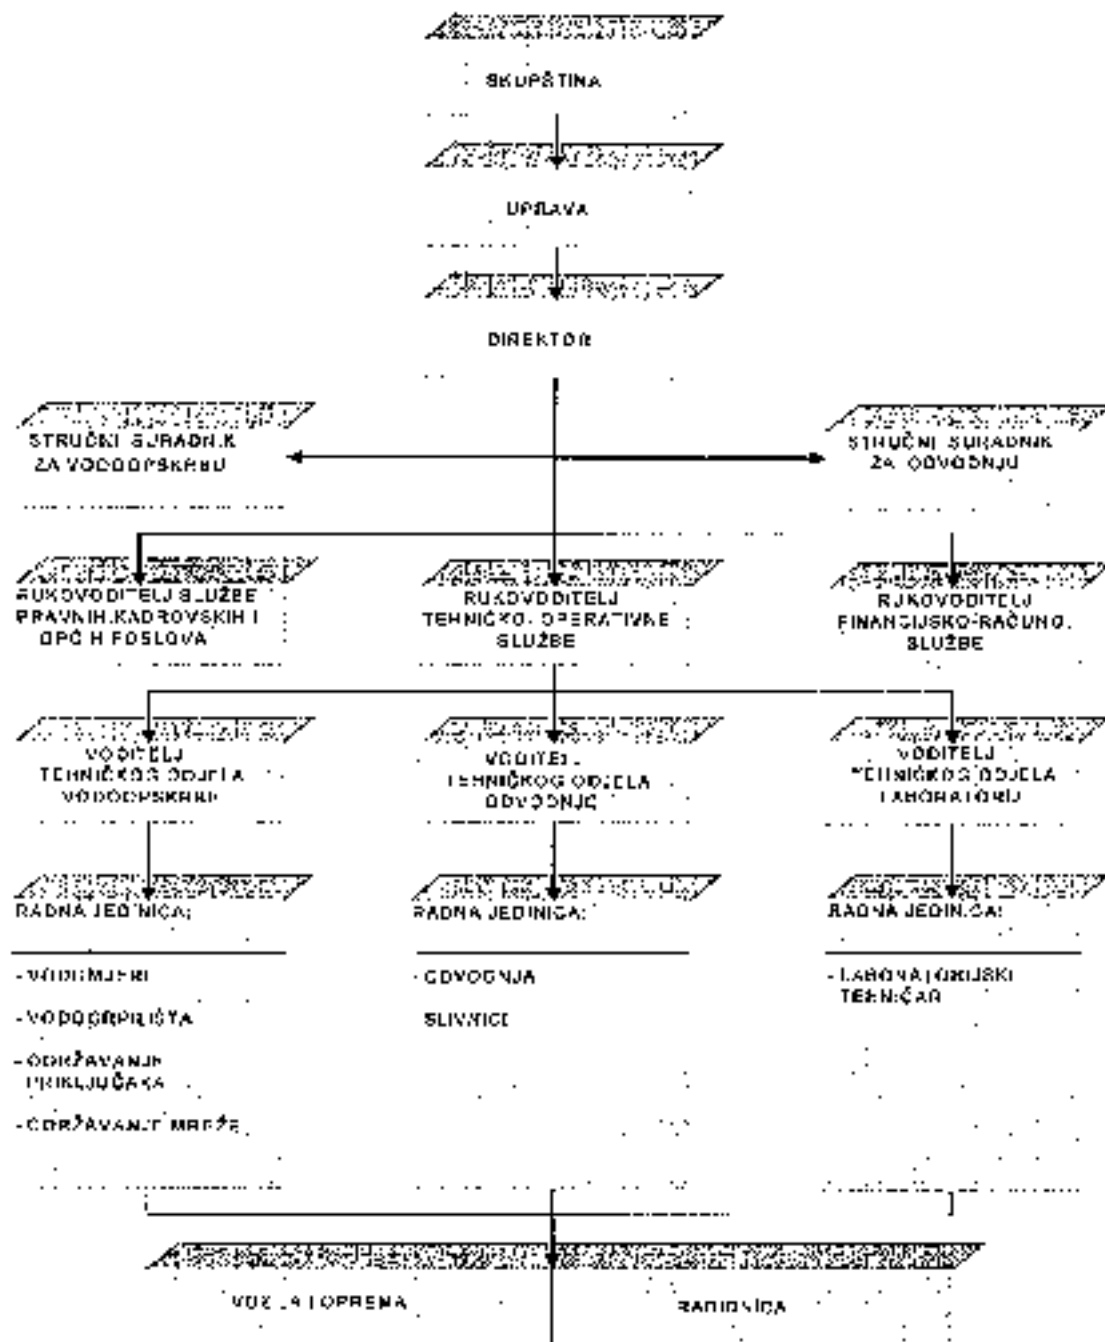 SKUPŠTINA
UPRAVA
DIREKTOR
STRUČNI SURADNIK
ZA VODOOPSKRBU
STRUČNI SURADNIK
ZA ODVODNJU
RUKOVODITELJ SLUŽBE
PRAVNIH, KADROVSKIH I
OPĆIH POSLOVA
RUKOVODITELJ
TEHNIČKO-OPERATIVNE
SLUŽBE
RUKOVODITELJ
FINANCIJSKO-RAČUNO.
SLUŽBE
VODITELJ
TEHNIČKOG ODJELA
VODOOPSKRBE
VODITELJ
TEHNIČKOG ODJELA
ODVODNJE
VODITELJ
TEHNIČKOG ODJELA
LABORATORIJ
RADNA JEDINICA:
- VODOMJERI
- VODOCRPILIŠTA
- ODRŽAVANJE
PRIKLJUČAKA
- ODRŽAVANJE MREŽE
RADNA JEDINICA:
- ODVODNJA
SLIVNICI
RADNA JEDINICA:
- LABORATORIJSKI
TEHNIČAR
VOZILA I OPREMA
RADIONICA